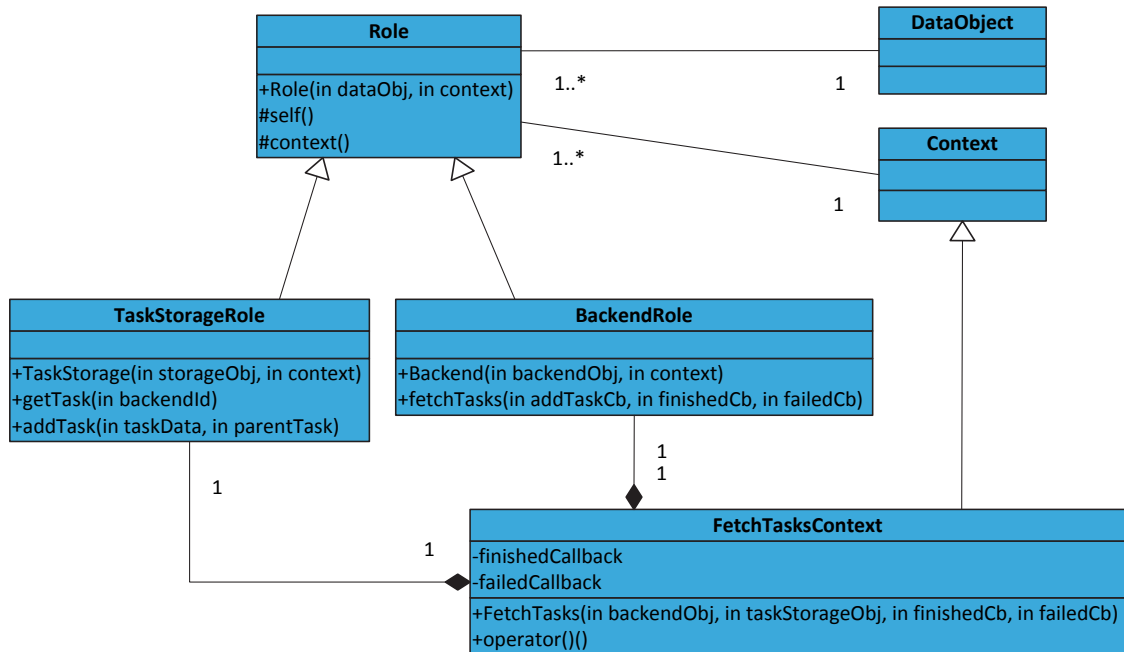 Role
+Role(in dataObj, in context)
#self()
#context()
DataObject
1..*
1
Context
1..*
1
TaskStorageRole
+TaskStorage(in storageObj, in context)
+getTask(in backendId)
+addTask(in taskData, in parentTask)
BackendRole
+Backend(in backendObj, in context)
+fetchTasks(in addTaskCb, in finishedCb, in failedCb)
1
1
1
1
FetchTasksContext
-finishedCallback
-failedCallback
+FetchTasks(in backendObj, in taskStorageObj, in finishedCb, in failedCb)
+operator()()